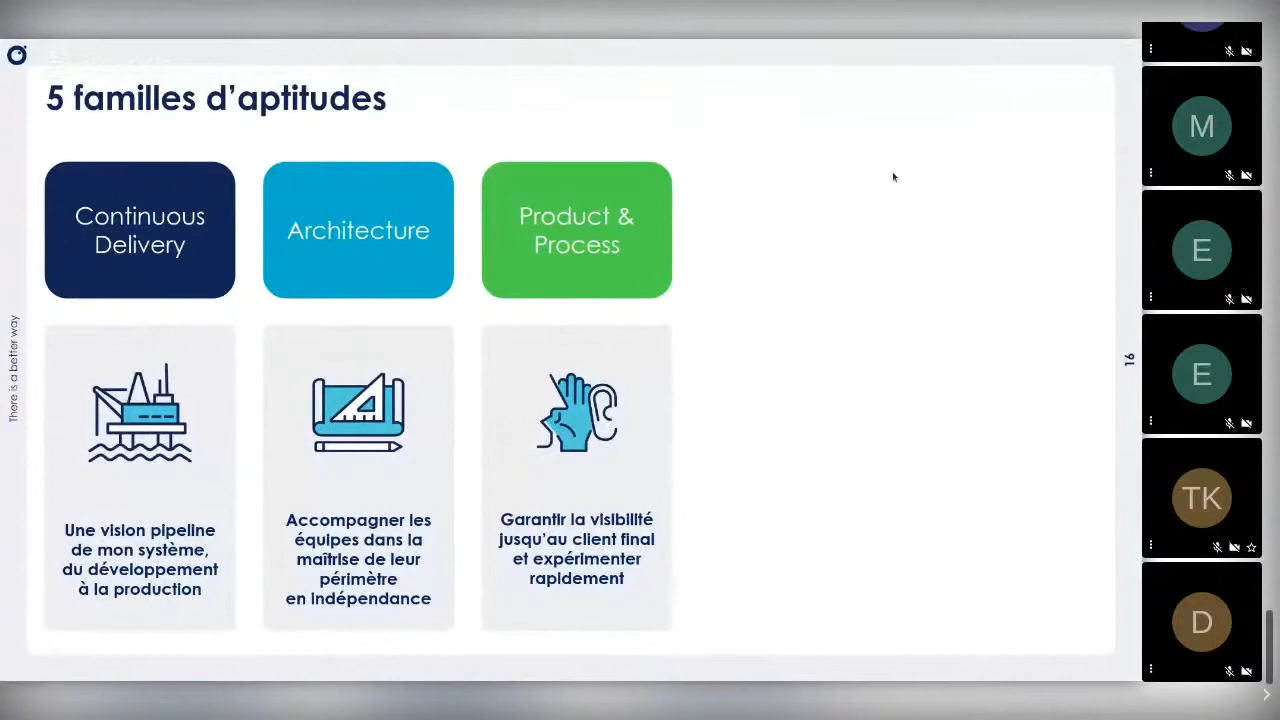 5 familles d’aptitudes
Continuous
Delivery
Architecture
Product &
Process
Une vision pipeline
de mon système,
du développement
à la production
Accompagner les
équipes dans la
maîtrise de leur
périmètre
en indépendance
Garantir la visibilité
jusqu’au client final
et expérimenter
rapidement
There is a better way
16
M
E
E
TK
D